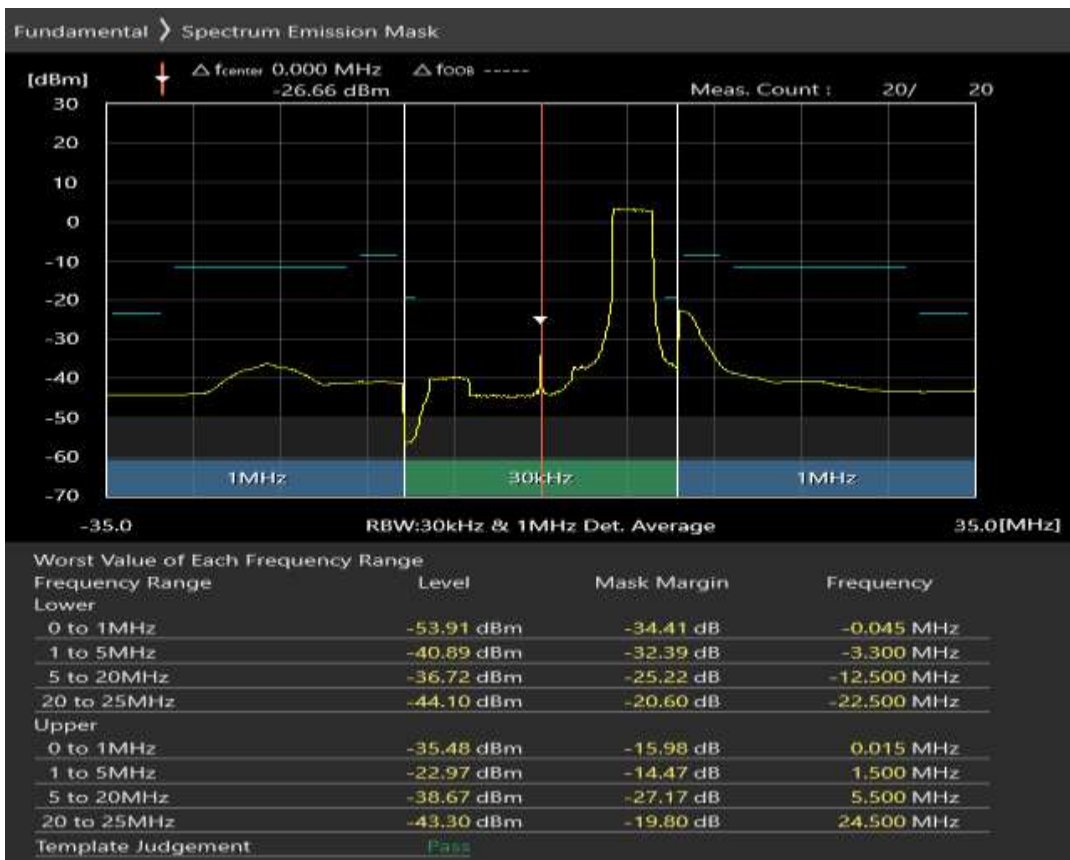 Fundamental ❯ Spectrum Emission Mask
[dBm] △ fcenter 0.000 MHz △ fOOB -----
-26.66 dBm Meas. Count : 20/ 20
30
20
10
0
-10
-20
-30
-40
-50
-60
1MHz 30kHz 1MHz
-70
-35.0 RBW:30kHz & 1MHz Det. Average 35.0[MHz]
Worst Value of Each Frequency Range
Frequency Range Level Mask Margin Frequency
Lower
0 to 1MHz -53.91 dBm -34.41 dB -0.045 MHz
1 to 5MHz -40.89 dBm -32.39 dB -3.300 MHz
5 to 20MHz -36.72 dBm -25.22 dB -12.500 MHz
20 to 25MHz -44.10 dBm -20.60 dB -22.500 MHz
Upper
0 to 1MHz -35.48 dBm -15.98 dB 0.015 MHz
1 to 5MHz -22.97 dBm -14.47 dB 1.500 MHz
5 to 20MHz -38.67 dBm -27.17 dB 5.500 MHz
20 to 25MHz -43.30 dBm -19.80 dB 24.500 MHz
Template Judgement Pass